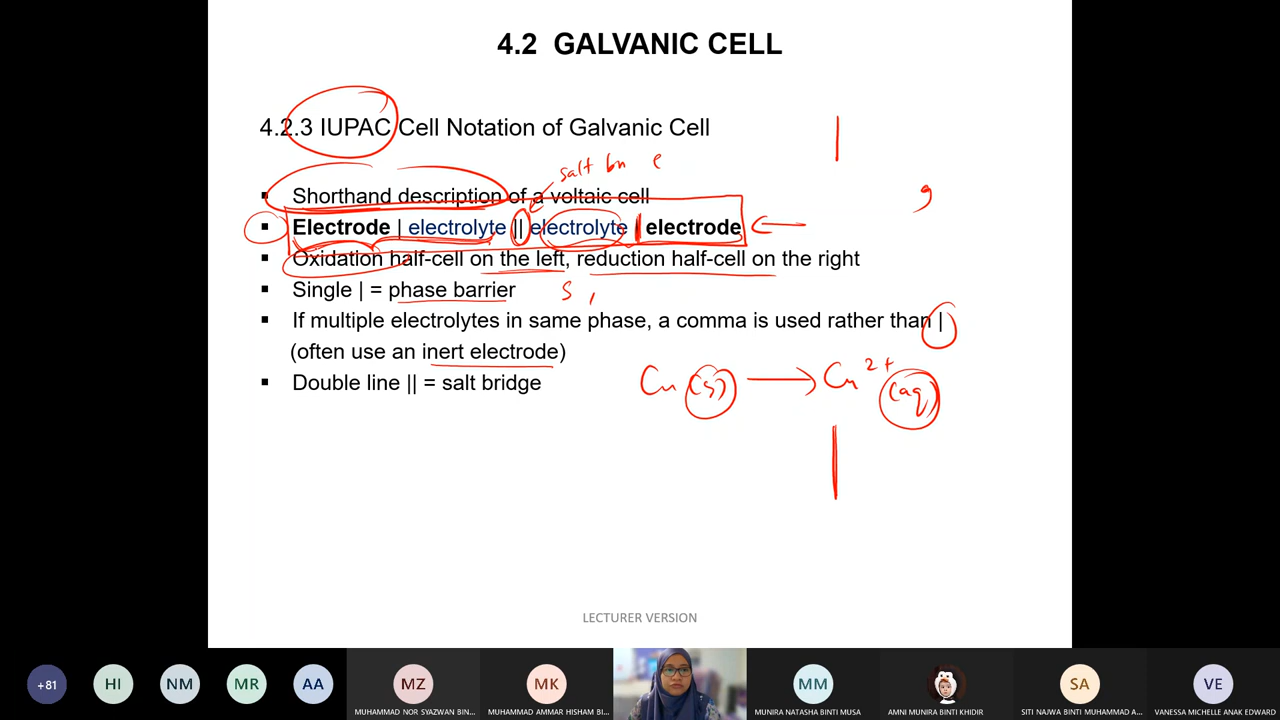 4.2 GALVANIC CELL
4.2.3 IUPAC Cell Notation of Galvanic Cell
salt
▪ Shorthand description of a voltaic cell
,
▪ Electrode | electrolyte || electrolyte | electrode
▪ Oxidation half-cell on the left, reduction half-cell on the right
▪ Single | = phase barrier
s,
▪ If multiple electrolytes in same phase, a comma is used rather than |
(often use an inert electrode)
▪ Double line || = salt bridge
Cu (s) → Cu 2+ (aq)
|
LECTURER VERSION
+81 HI NM MR AA MZ MK MM SA VE
MUHAMMAD NOR SYAZWAN BIN... MUHAMMAD AMMAR HISHAM BI... MUNIRA NATASHA BINTI MUSA AMNI MUNIRA BINTI KHIDIR SITI NAJWA BINTI MUHAMMAD A... VANESSA MICHELLE ANAK EDWARD